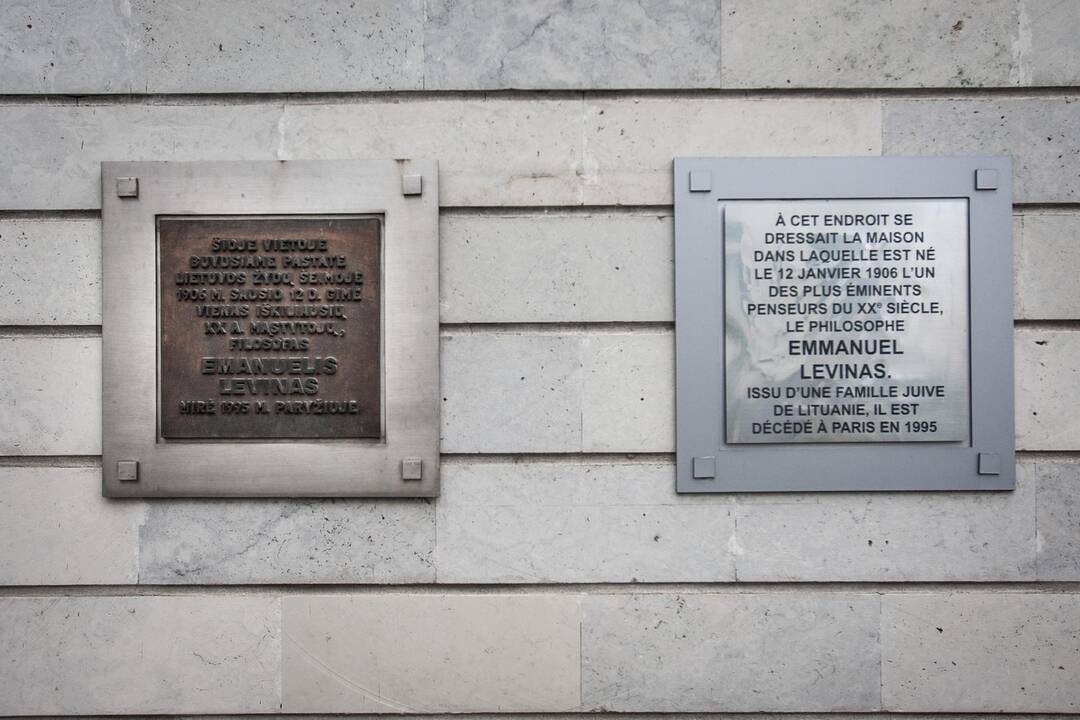 ŠIOJE VIETOJE
BUVUSIAME PASTATE
LIETUVOS ŽYDŲ ŠEIMOJE
1906 M. SAUSIO 12 D. GIMĖ
VIENAS IŠKILIAUSIŲ
XX A. MĄSTYTOJŲ,
FILOSOFAS
EMANUELIS
LEVINAS
MIRĖ 1995 M. PARYŽIUJE
À CET ENDROIT SE
DRESSAIT LA MAISON
DANS LAQUELLE EST NÉ
LE 12 JANVIER 1906 L'UN
DES PLUS ÉMINENTS
PENSEURS DU XXᵉ SIÈCLE,
LE PHILOSOPHE
EMMANUEL
LEVINAS.
ISSU D'UNE FAMILLE JUIVE
DE LITUANIE, IL EST
DÉCÉDÉ À PARIS EN 1995